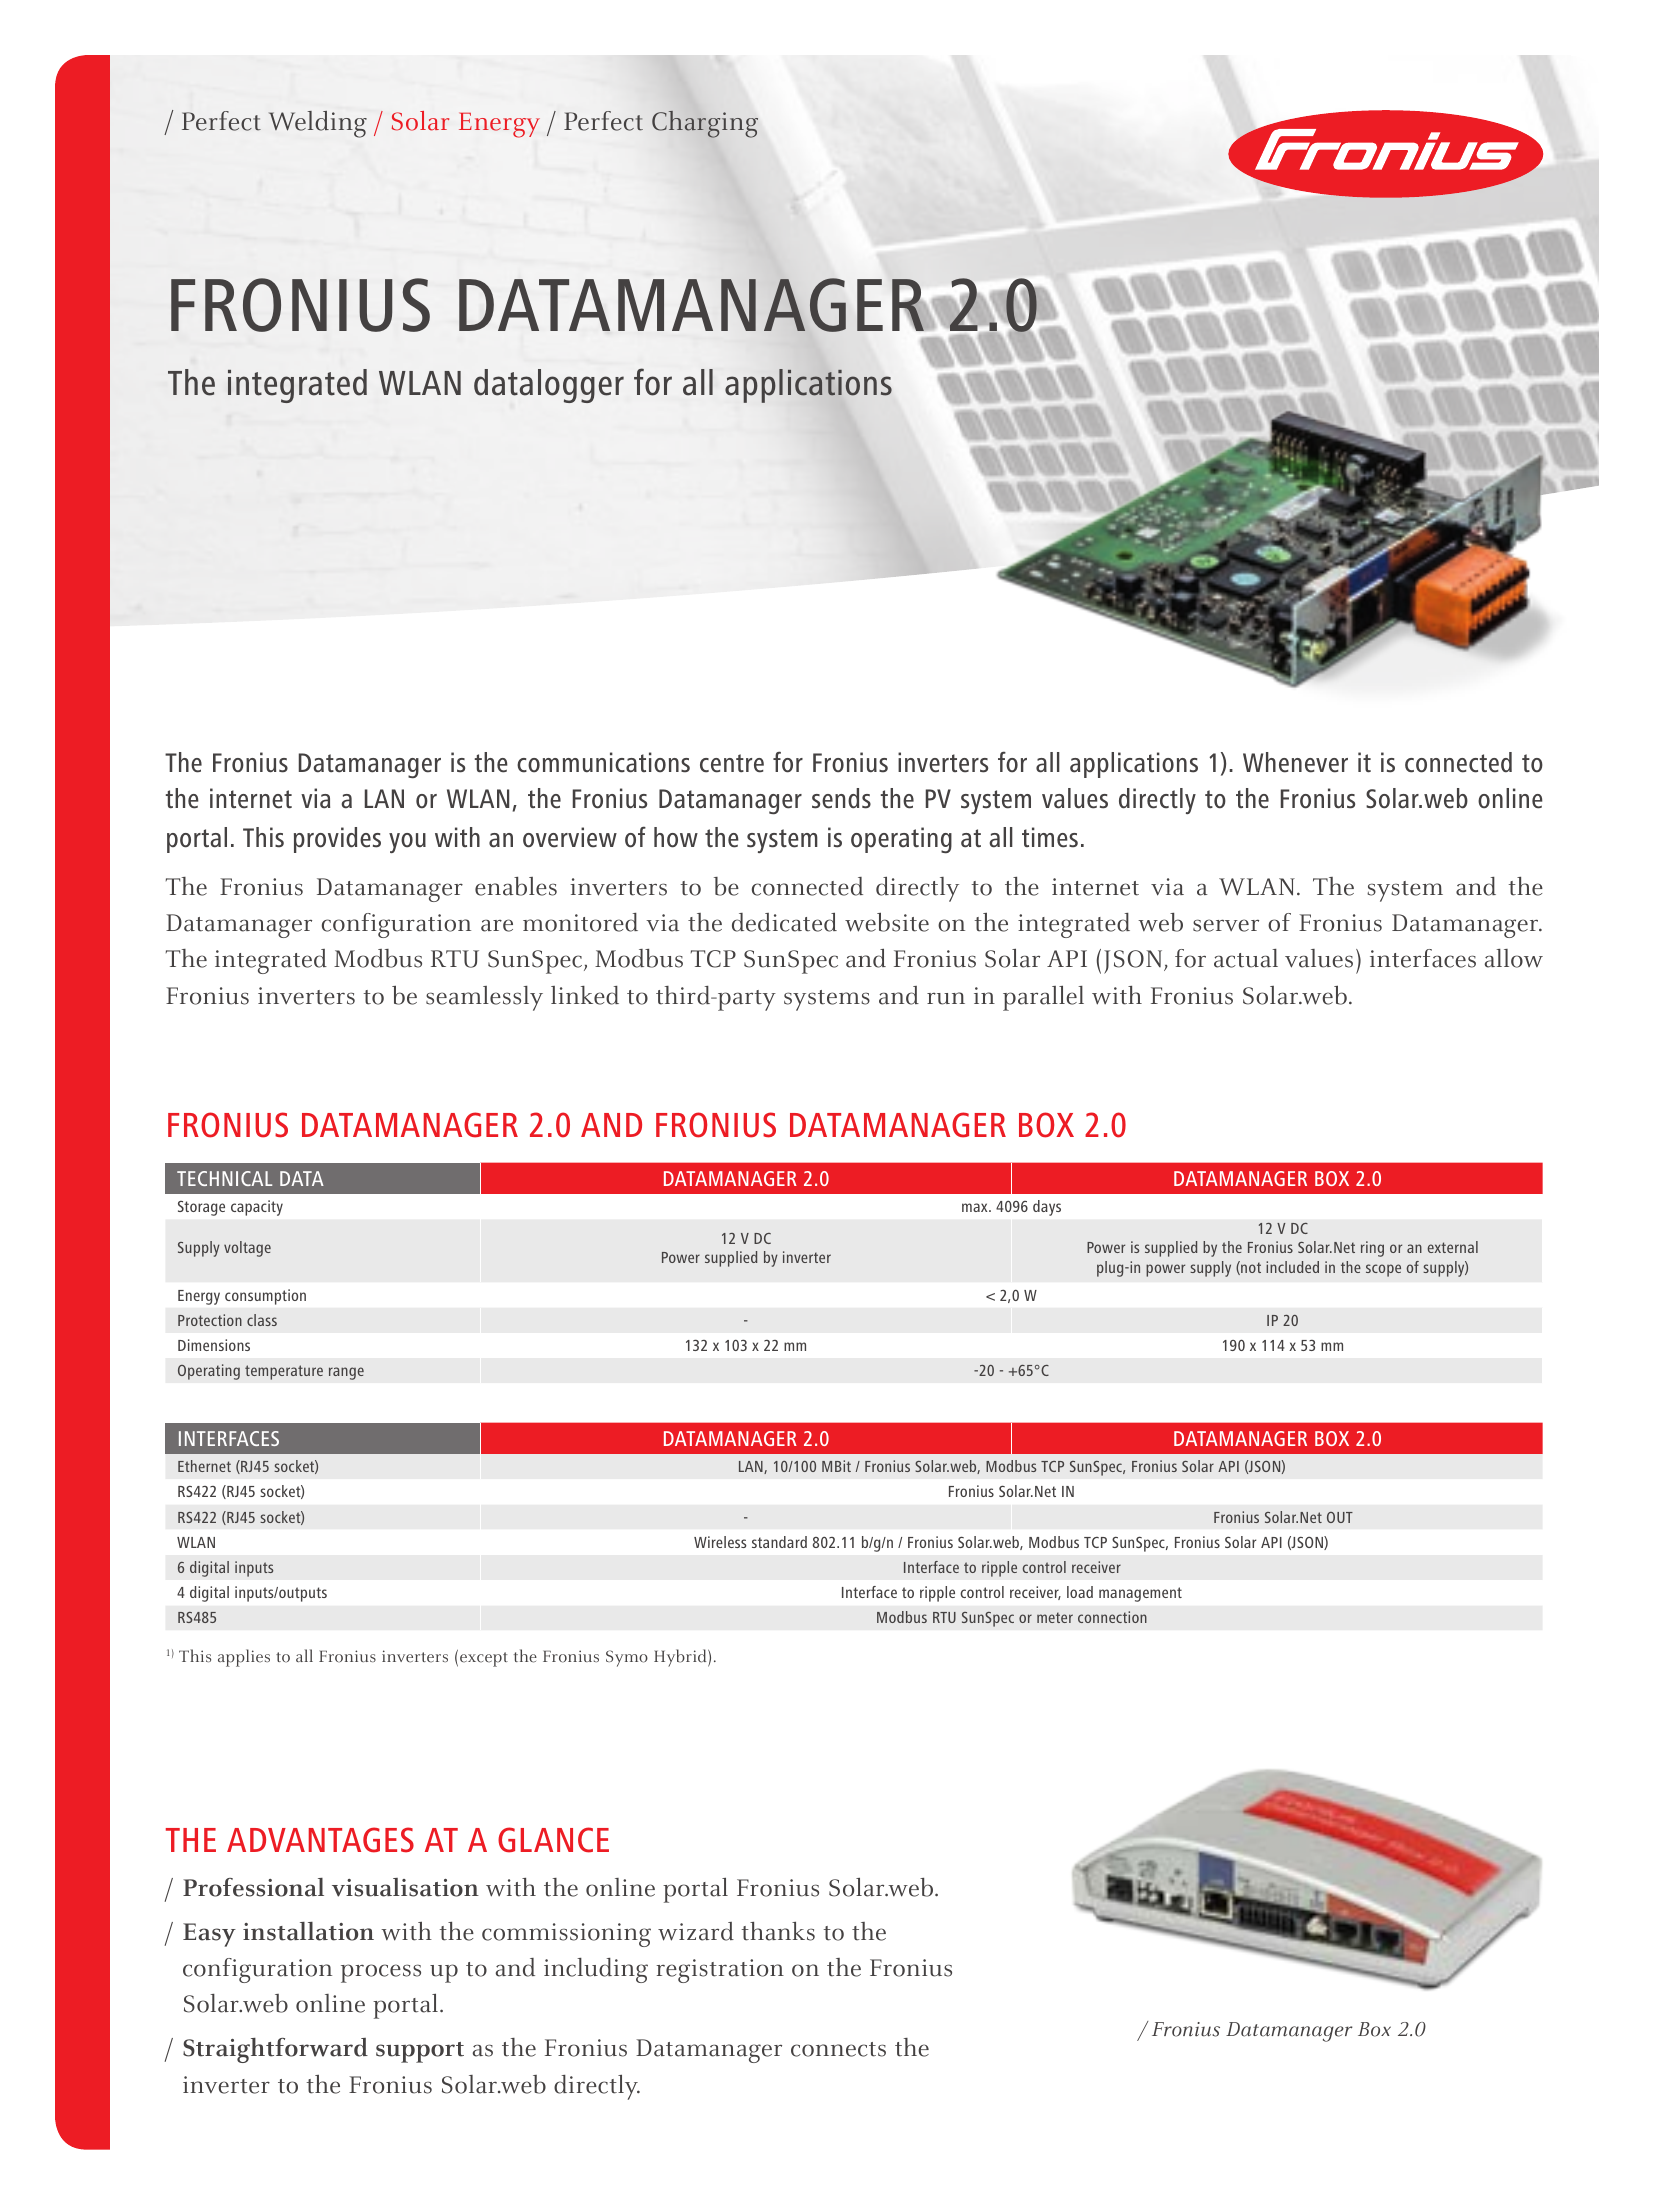 / Perfect Welding / Solar Energy / Perfect Charging
Fronius
FRONIUS DATAMANAGER 2.0
The integrated WLAN datalogger for all applications
The Fronius Datamanager is the communications centre for Fronius inverters for all applications 1). Whenever it is connected to
the internet via a LAN or WLAN, the Fronius Datamanager sends the PV system values directly to the Fronius Solar.web online
portal. This provides you with an overview of how the system is operating at all times.
The Fronius Datamanager enables inverters to be connected directly to the internet via a WLAN. The system and the
Datamanager configuration are monitored via the dedicated website on the integrated web server of Fronius Datamanager.
The integrated Modbus RTU SunSpec, Modbus TCP SunSpec and Fronius Solar API (JSON, for actual values) interfaces allow
Fronius inverters to be seamlessly linked to third-party systems and run in parallel with Fronius Solar.web.
FRONIUS DATAMANAGER 2.0 AND FRONIUS DATAMANAGER BOX 2.0
TECHNICAL DATA DATAMANAGER 2.0 DATAMANAGER BOX 2.0
Storage capacity max. 4096 days
Supply voltage
12 V DC
Power supplied by inverter
12 V DC
Power is supplied by the Fronius Solar.Net ring or an external
plug-in power supply (not included in the scope of supply)
Energy consumption < 2,0 W
Protection class - IP 20
Dimensions 132 x 103 x 22 mm 190 x 114 x 53 mm
Operating temperature range -20 - +65°C
INTERFACES DATAMANAGER 2.0 DATAMANAGER BOX 2.0
Ethernet (RJ45 socket) LAN, 10/100 MBit / Fronius Solar.web, Modbus TCP SunSpec, Fronius Solar API (JSON)
RS422 (RJ45 socket) Fronius Solar.Net IN
RS422 (RJ45 socket) - Fronius Solar.Net OUT
WLAN Wireless standard 802.11 b/g/n / Fronius Solar.web, Modbus TCP SunSpec, Fronius Solar API (JSON)
6 digital inputs Interface to ripple control receiver
4 digital inputs/outputs Interface to ripple control receiver, load management
RS485 Modbus RTU SunSpec or meter connection
1) This applies to all Fronius inverters (except the Fronius Symo Hybrid).
THE ADVANTAGES AT A GLANCE
/ Professional visualisation with the online portal Fronius Solar.web.
/ Easy installation with the commissioning wizard thanks to the
configuration process up to and including registration on the Fronius
Solar.web online portal.
/ Straightforward support as the Fronius Datamanager connects the
inverter to the Fronius Solar.web directly.
/ Fronius Datamanager Box 2.0